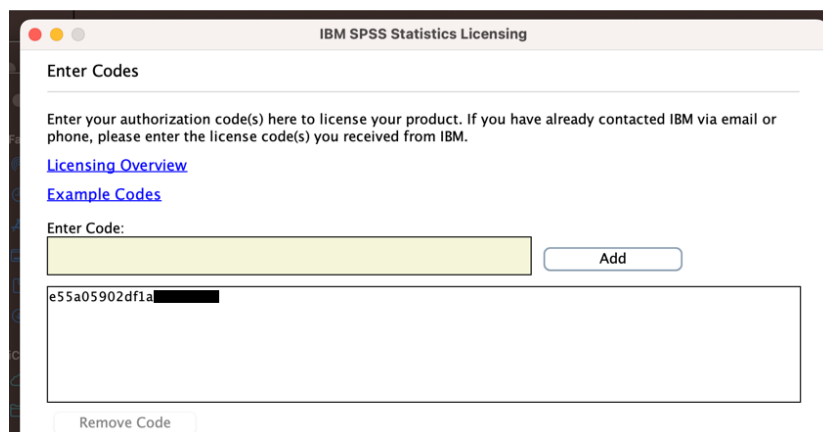 IBM SPSS Statistics Licensing
Enter Codes
Enter your authorization code(s) here to license your product. If you have already contacted IBM via email or
phone, please enter the license code(s) you received from IBM.
Licensing Overview
Example Codes
Enter Code:
Add
e55a05902df1a
Remove Code